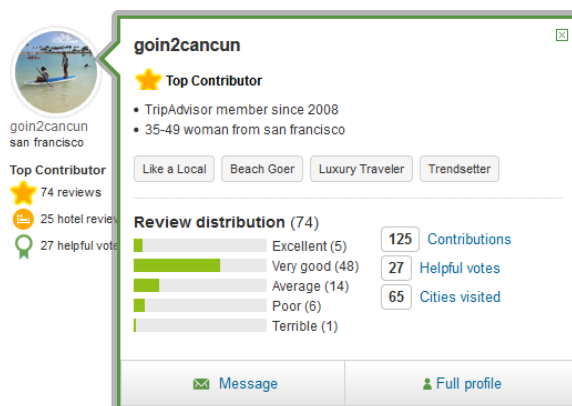 goin2cancun
san francisco
Top Contributor
74 reviews
25 hotel review
27 helpful vote
goin2cancun
Top Contributor
TripAdvisor member since 2008
35-49 woman from san francisco
Like a Local Beach Goer Luxury Traveler Trendsetter
Review distribution (74)
Excellent (5)
Very good (48)
Average (14)
Poor (6)
Terrible (1)
125 Contributions
27 Helpful votes
65 Cities visited
Message Full profile